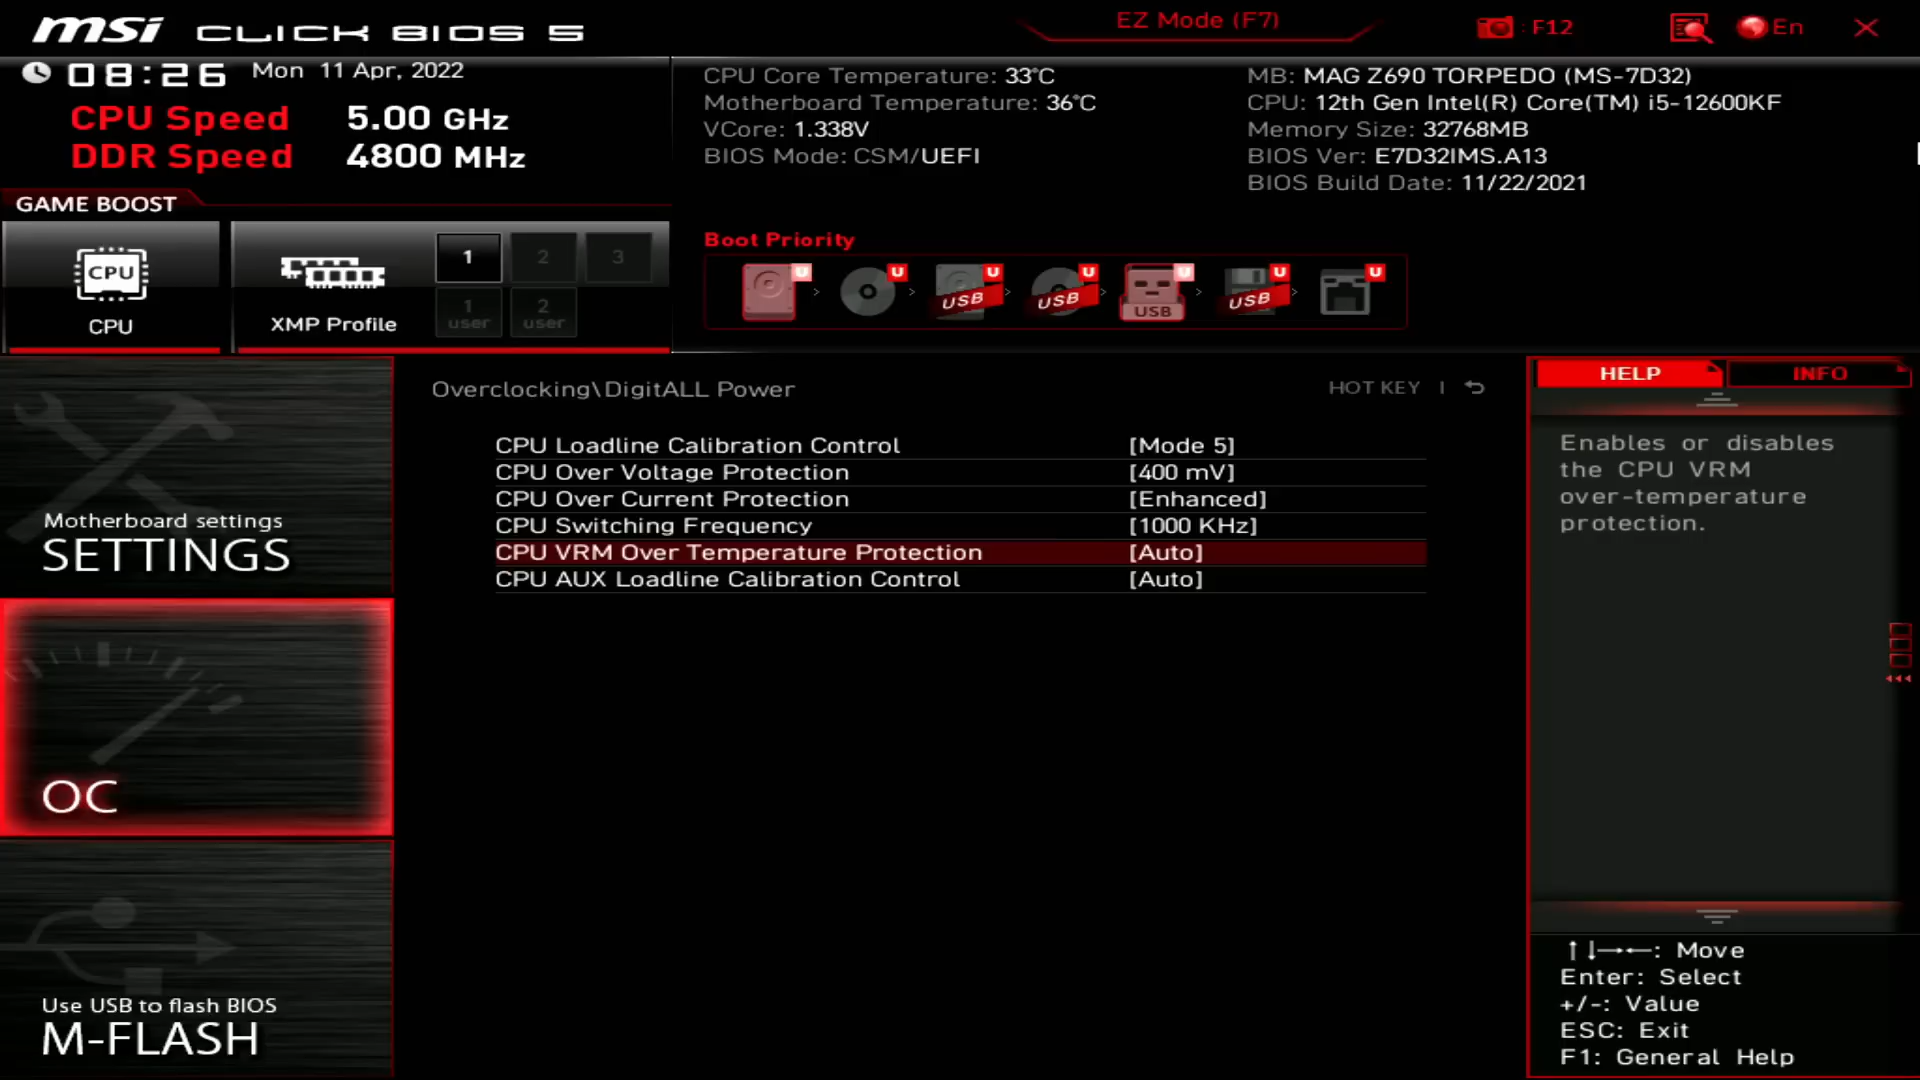 msi CLICK BIOS 5
EZ Mode (F7)
: F12
En
08:26 Mon 11 Apr, 2022
CPU Speed 5.00 GHz
DDR Speed 4800 MHz
CPU Core Temperature: 33°C
Motherboard Temperature: 36°C
VCore: 1.338V
BIOS Mode: CSM/UEFI
MB: MAG Z690 TORPEDO (MS-7D32)
CPU: 12th Gen Intel(R) Core(TM) i5-12600KF
Memory Size: 32768MB
BIOS Ver: E7D32IMS.A13
BIOS Build Date: 11/22/2021
GAME BOOST
CPU
CPU
XMP Profile
1 2 3
1 user 2 user
Boot Priority
U U U U U U U
USB USB USB USB
Motherboard settings
SETTINGS
OC
Use USB to flash BIOS
M-FLASH
Overclocking\DigitALL Power
HOT KEY |
CPU Loadline Calibration Control [Mode 5]
CPU Over Voltage Protection [400 mV]
CPU Over Current Protection [Enhanced]
CPU Switching Frequency [1000 KHz]
CPU VRM Over Temperature Protection [Auto]
CPU AUX Loadline Calibration Control [Auto]
HELP
INFO
Enables or disables
the CPU VRM
over-temperature
protection.
↑↓→←: Move
Enter: Select
+/-: Value
ESC: Exit
F1: General Help